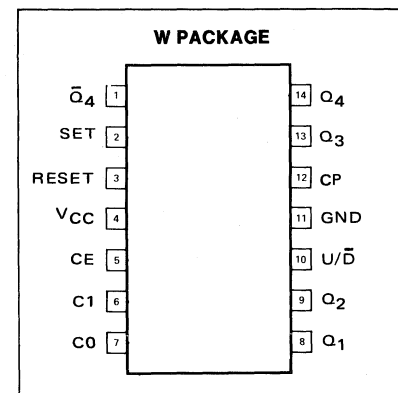 W PACKAGE
Q̄4 1 14 Q4
SET 2 13 Q3
RESET 3 12 CP
VCC 4 11 GND
CE 5 10 U/D̄
C1 6 9 Q2
C0 7 8 Q1